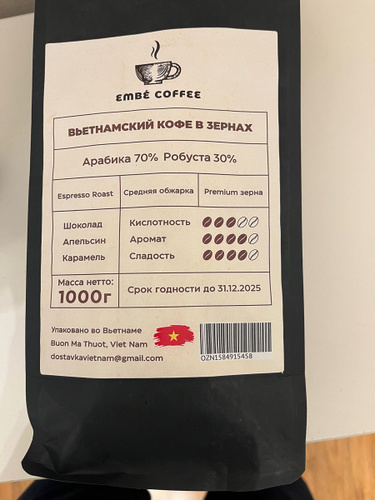 EMBÉ COFFEE
ВЬЕТНАМСКИЙ КОФЕ В ЗЕРНАХ
Арабика 70% Робуста 30%
Espresso Roast
Средняя обжарка
Premium зерна
Шоколад
Апельсин
Карамель
Кислотность
Аромат
Сладость
Масса нетто:
1000г
Срок годности до 31.12.2025
Упаковано во Вьетнаме
Buon Ma Thuot, Viet Nam
dostavkavietnam@gmail.com
OZN1584915458